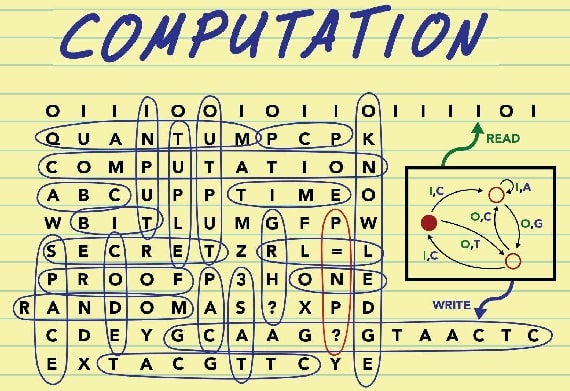 COMPUTATION
O I I I O O I O I I O I I I I O I
READ
Q U A N T U M P C P K
C O M P U T A T I O N
A B C U P P T I M E O
W B I T L U M G F P W
S E C R E T Z R L = L
P R O O F P 3 H O N E
R A N D O M A S ? X P D
C D E Y G C A A G ? G T A A C T C
E X T A C G T T C Y E
I,C
I,A
O,C
O,G
O,T
I,C
WRITE